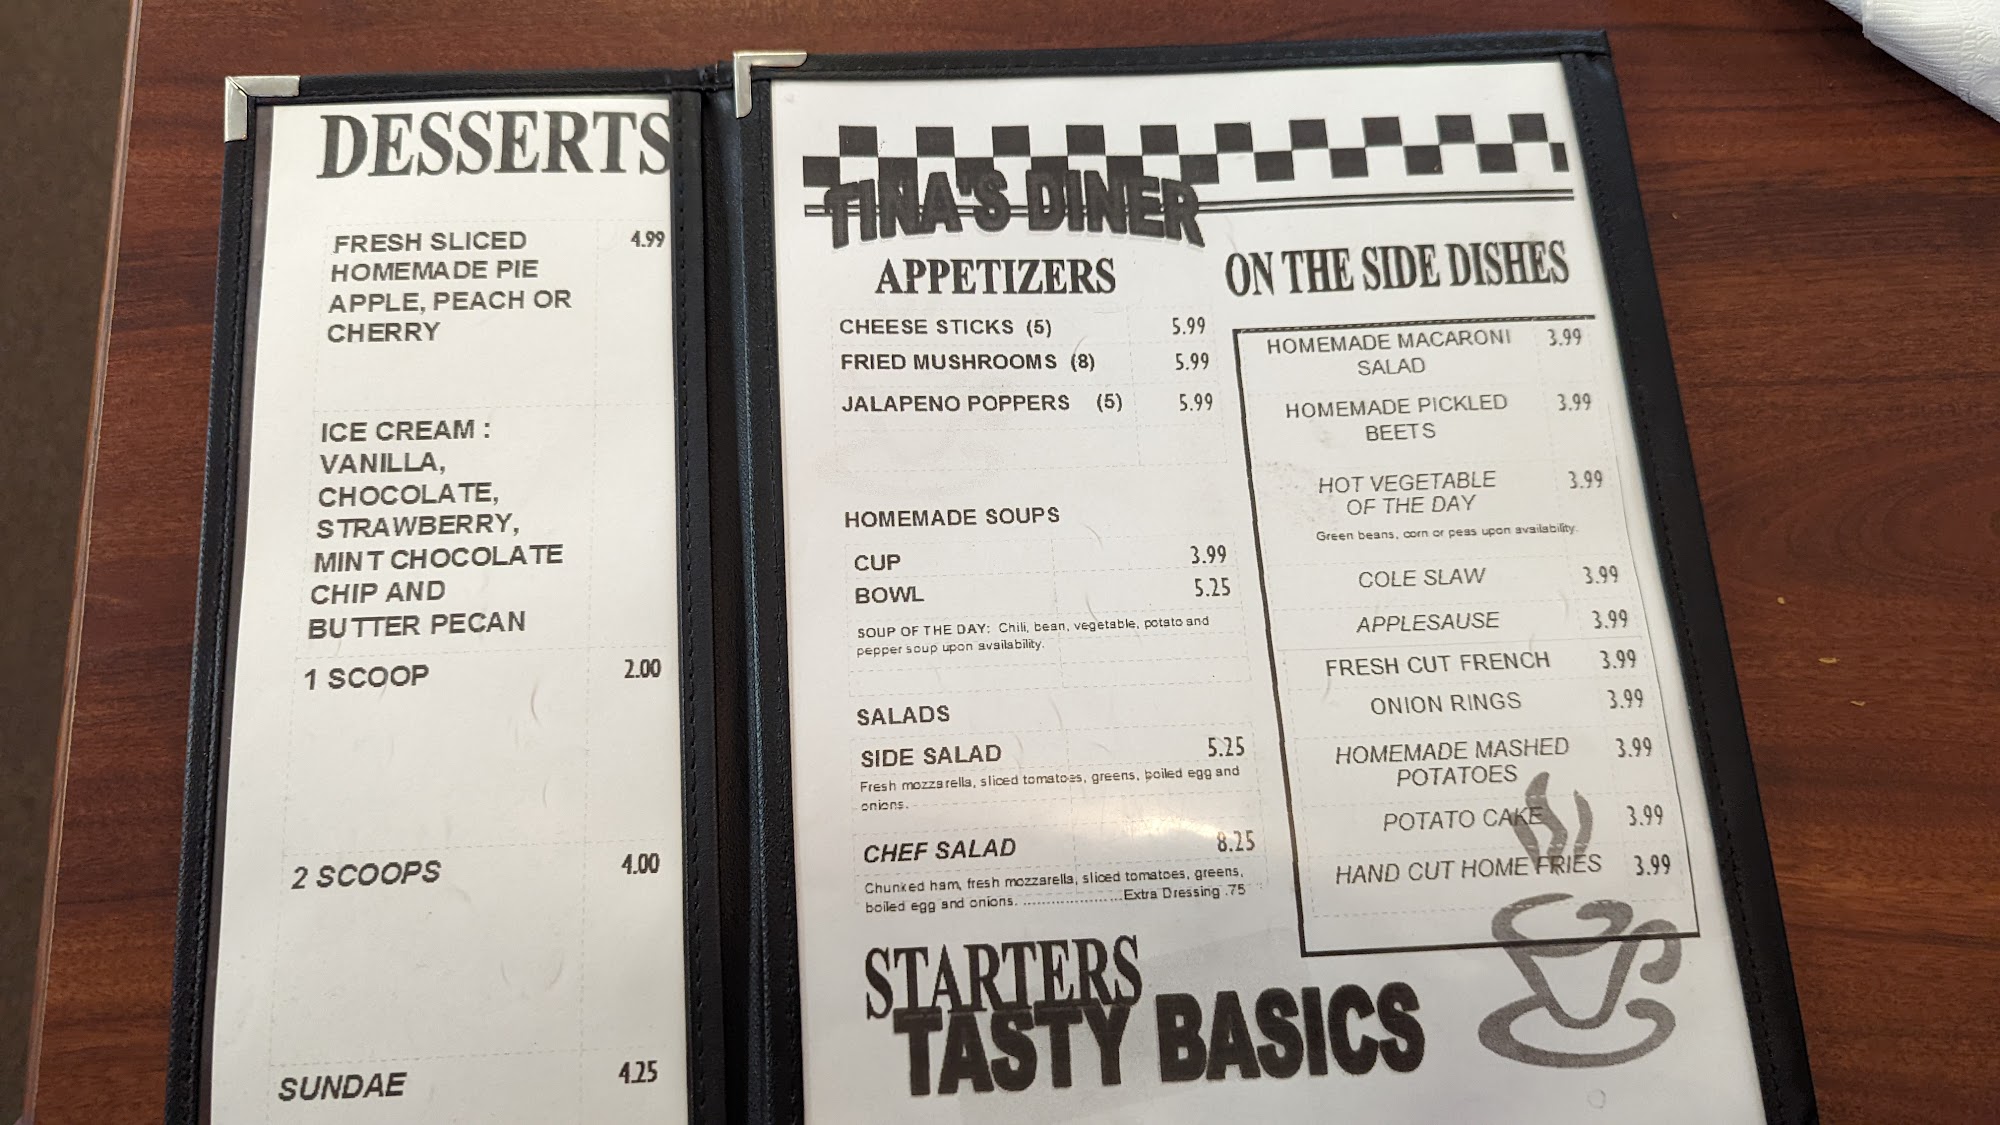 DESSERTS
FRESH SLICED 4.99
HOMEMADE PIE
APPLE, PEACH OR
CHERRY
ICE CREAM :
VANILLA,
CHOCOLATE,
STRAWBERRY,
MINT CHOCOLATE
CHIP AND
BUTTER PECAN
1 SCOOP 2.00
2 SCOOPS 4.00
SUNDAE 4.25
TINA'S DINER
APPETIZERS
CHEESE STICKS (5) 5.99
FRIED MUSHROOMS (8) 5.99
JALAPENO POPPERS (5) 5.99
HOMEMADE SOUPS
CUP 3.99
BOWL 5.25
SOUP OF THE DAY: Chili, bean, vegetable, potato and
pepper soup upon availability.
SALADS
SIDE SALAD 5.25
Fresh mozzarella, sliced tomatoes, greens, boiled egg and
onions.
CHEF SALAD 8.25
Chunked ham, fresh mozzarella, sliced tomatoes, greens,
boiled egg and onions. .....................Extra Dressing .75
ON THE SIDE DISHES
HOMEMADE MACARONI 3.99
SALAD
HOMEMADE PICKLED 3.99
BEETS
HOT VEGETABLE 3.99
OF THE DAY
Green beans, corn or peas upon availability.
COLE SLAW 3.99
APPLESAUSE 3.99
FRESH CUT FRENCH 3.99
ONION RINGS 3.99
HOMEMADE MASHED 3.99
POTATOES
POTATO CAKE 3.99
HAND CUT HOME FRIES 3.99
STARTERS
TASTY BASICS